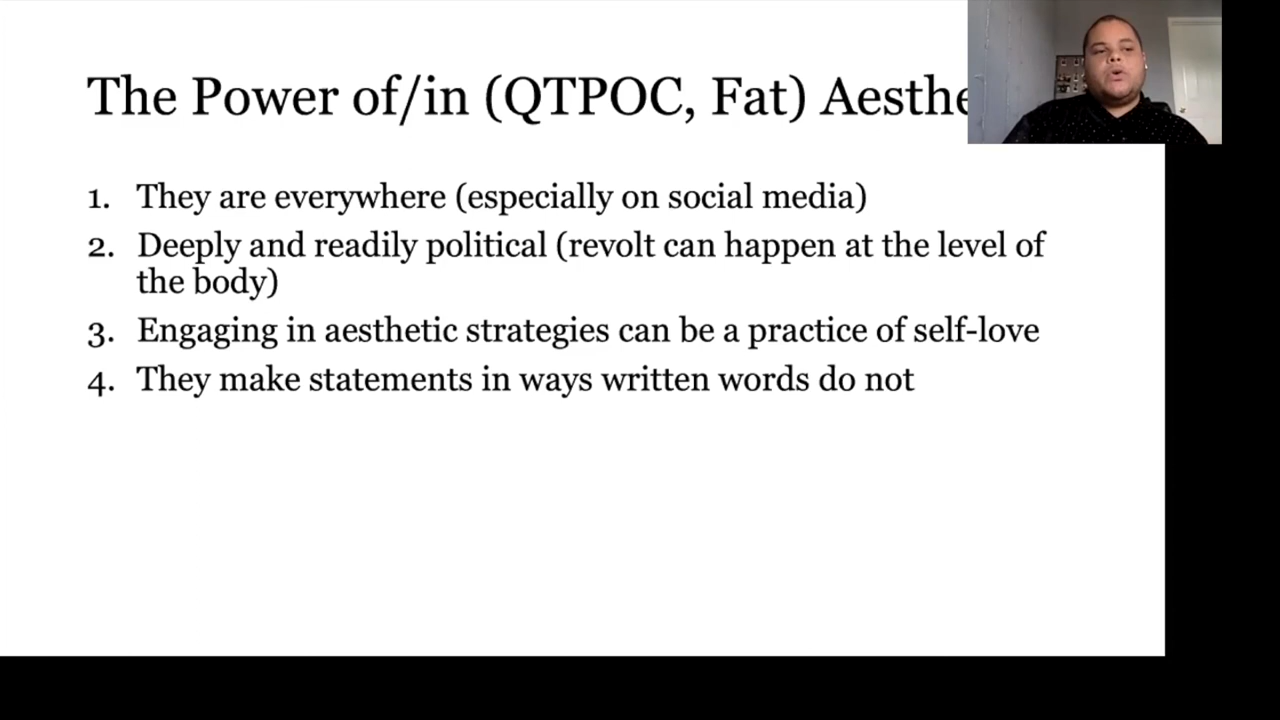 The Power of/in (QTPOC, Fat) Aesthe
1. They are everywhere (especially on social media)
2. Deeply and readily political (revolt can happen at the level of
the body)
3. Engaging in aesthetic strategies can be a practice of self-love
4. They make statements in ways written words do not